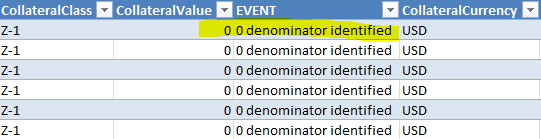 CollateralClass CollateralValue EVENT CollateralCurrency
Z-1 0 0 denominator identified USD
Z-1 0 0 denominator identified USD
Z-1 0 0 denominator identified USD
Z-1 0 0 denominator identified USD
Z-1 0 0 denominator identified USD
Z-1 0 0 denominator identified USD